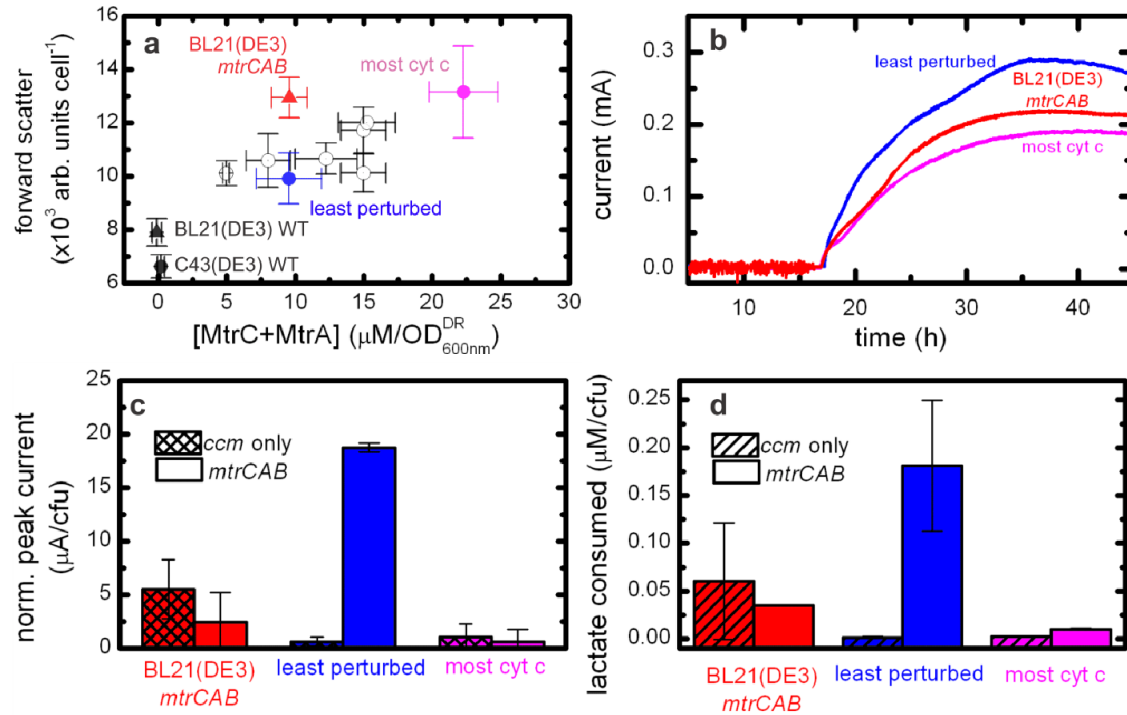 a
BL21(DE3)
mtrCAB
most cyt c
least perturbed
BL21(DE3) WT
C43(DE3) WT
forward scatter
(x10³ arb. units cell⁻¹)
16
14
12
10
8
6
0 5 10 15 20 25 30
[MtrC+MtrA] (μM/OD DR 600nm)
b
least perturbed
BL21(DE3)
mtrCAB
most cyt c
current (mA)
0.3
0.2
0.1
0.0
10 20 30 40
time (h)
c
ccm only
mtrCAB
norm. peak current
(μA/cfu)
25
20
15
10
5
0
BL21(DE3)
mtrCAB
least perturbed
most cyt c
d
ccm only
mtrCAB
lactate consumed (μM/cfu)
0.25
0.20
0.15
0.10
0.05
0.00
BL21(DE3)
mtrCAB
least perturbed
most cyt c